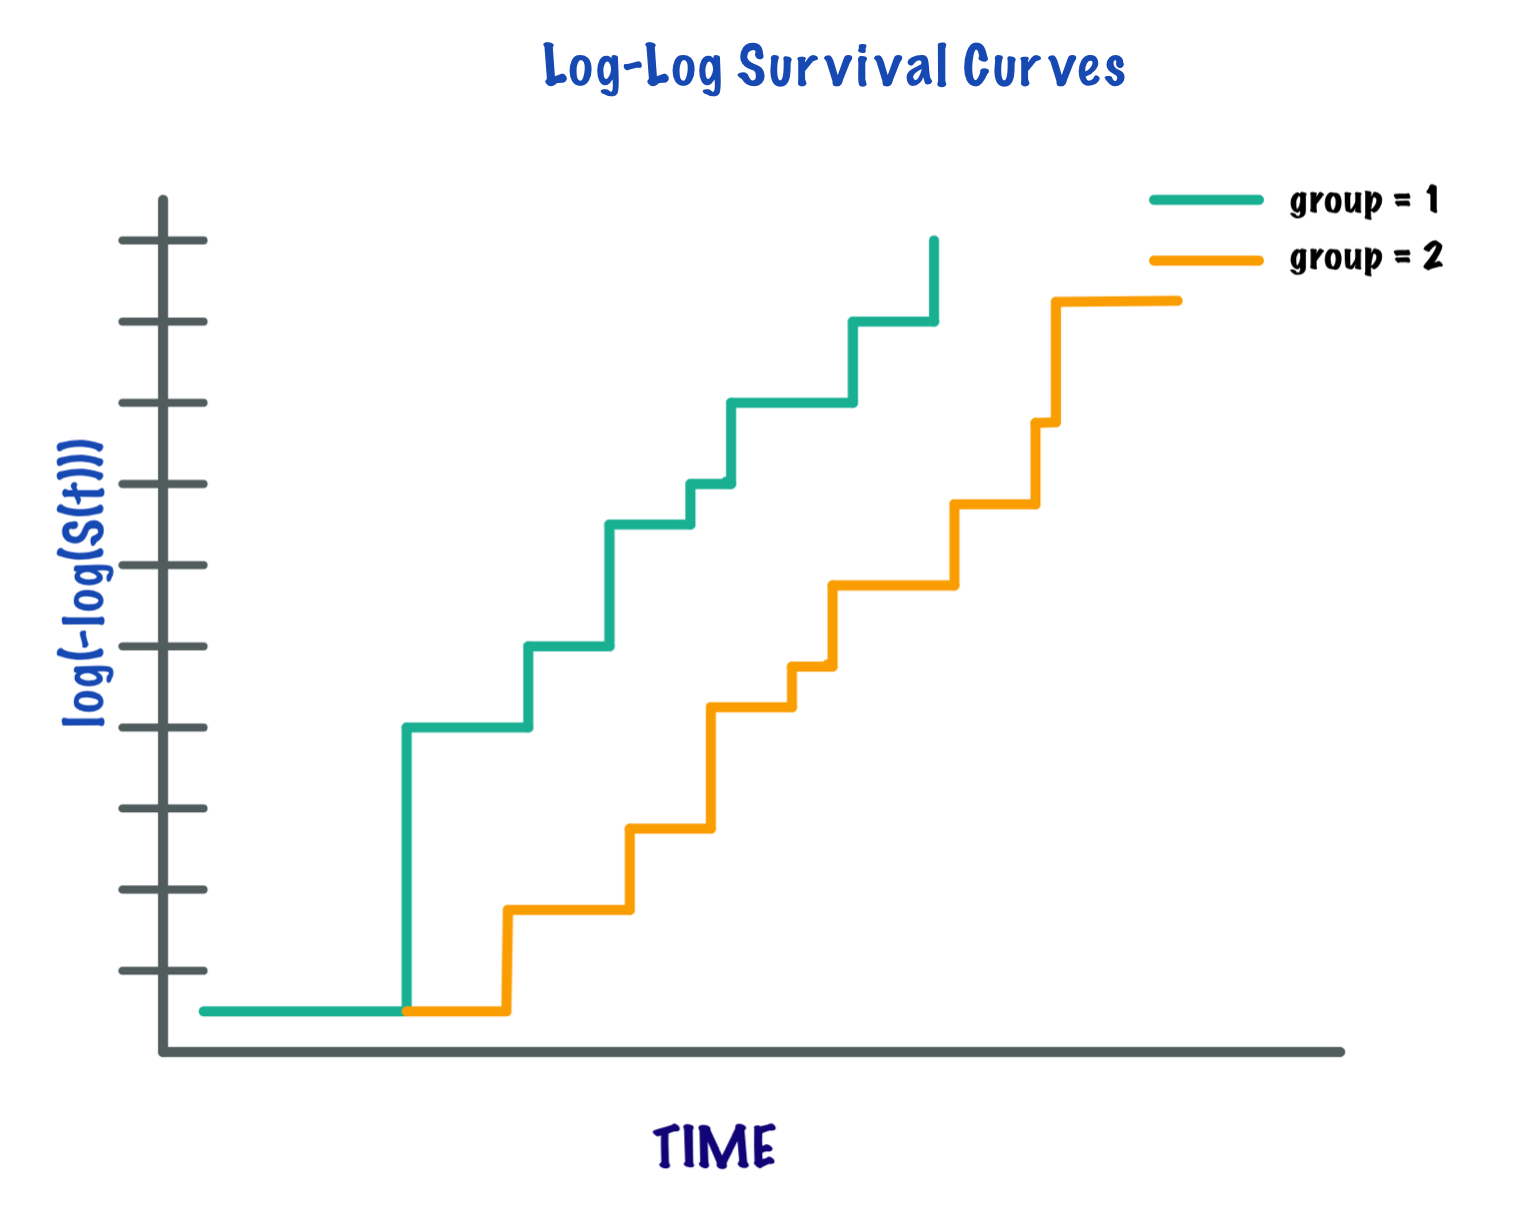 Log-Log Survival Curves
group = 1
group = 2
log(-log(S(t)))
TIME